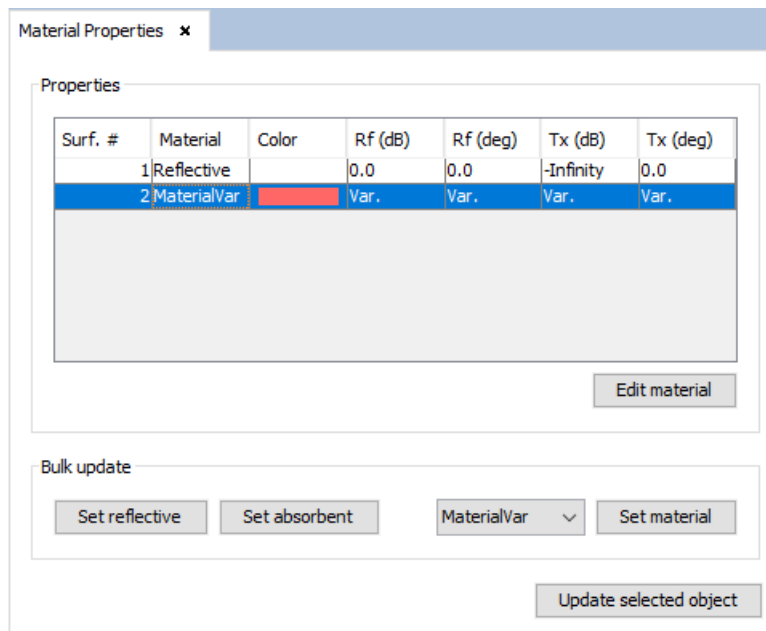 Material Properties ×
Properties
Surf. # Material Color Rf (dB) Rf (deg) Tx (dB) Tx (deg)
1 Reflective 0.0 0.0 -Infinity 0.0
2 MaterialVar Var. Var. Var. Var.
Edit material
Bulk update
Set reflective Set absorbent MaterialVar Set material
Update selected object